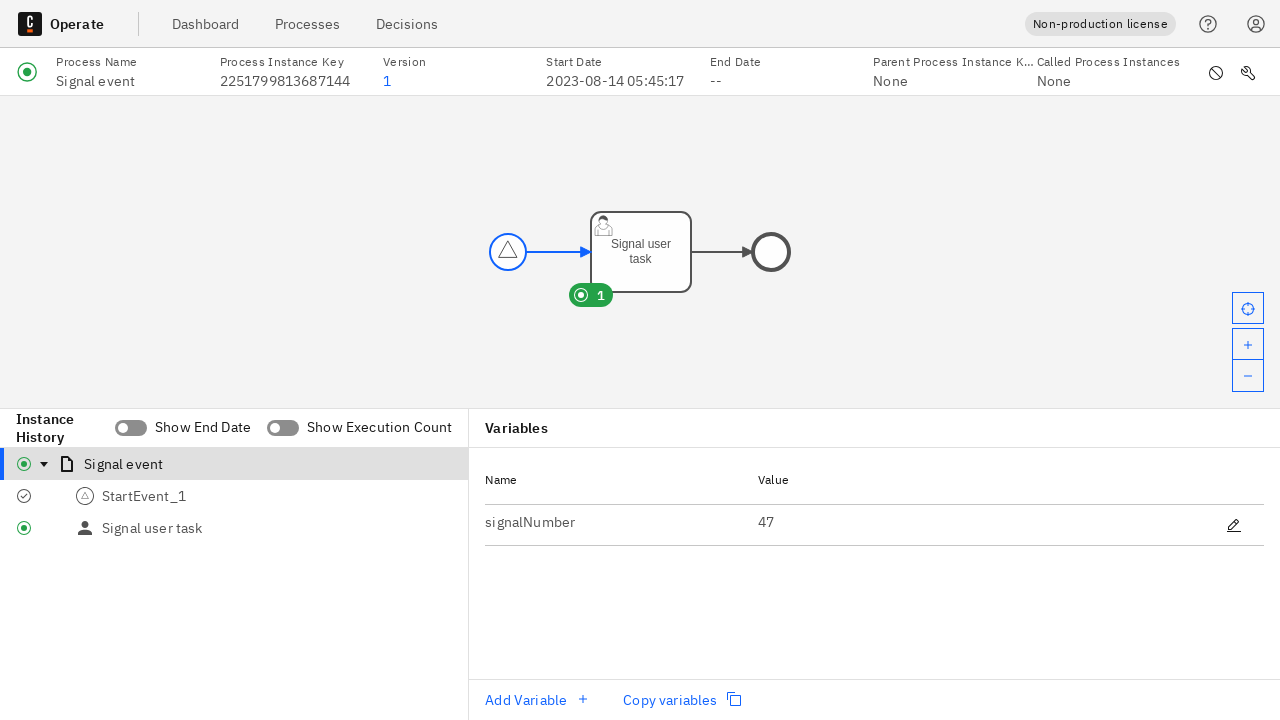 Operate
Dashboard
Processes
Decisions
Non-production license
Process Name
Signal event
Process Instance Key
2251799813687144
Version
1
Start Date
2023-08-14 05:45:17
End Date
--
Parent Process Instance K...
None
Called Process Instances
None
Signal user
task
1
Instance
History
Show End Date
Show Execution Count
Signal event
StartEvent_1
Signal user task
Variables
Name
Value
signalNumber
47
Add Variable
Copy variables